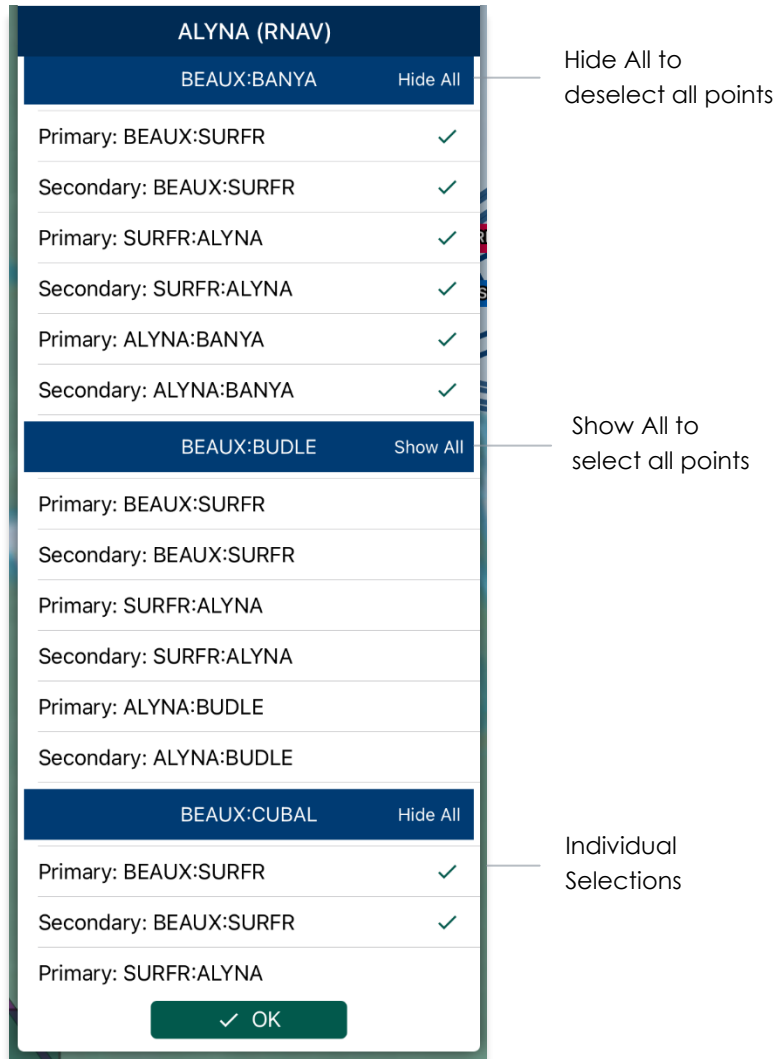 ALYNA (RNAV)
BEAUX:BANYA Hide All
Hide All to
deselect all points
Primary: BEAUX:SURFR
Secondary: BEAUX:SURFR
Primary: SURFR:ALYNA
Secondary: SURFR:ALYNA
Primary: ALYNA:BANYA
Secondary: ALYNA:BANYA
BEAUX:BUDLE Show All
Show All to
select all points
Primary: BEAUX:SURFR
Secondary: BEAUX:SURFR
Primary: SURFR:ALYNA
Secondary: SURFR:ALYNA
Primary: ALYNA:BUDLE
Secondary: ALYNA:BUDLE
BEAUX:CUBAL Hide All
Individual
Selections
Primary: BEAUX:SURFR
Secondary: BEAUX:SURFR
Primary: SURFR:ALYNA
OK